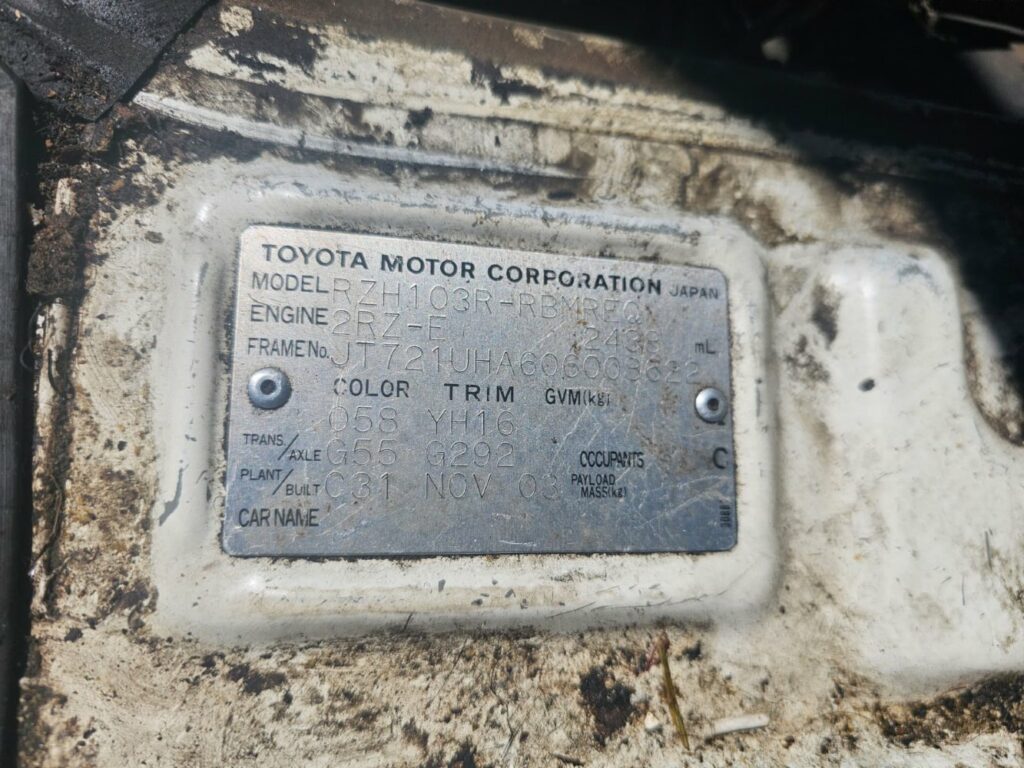 TOYOTA MOTOR CORPORATION JAPAN
MODEL RZH103R-RBMREQ
ENGINE 2RZ-E 2438 mL
FRAME No. JT721UHA606003622
COLOR TRIM GVM(kg)
058 YH16
TRANS/AXLE G55 G292 OCCUPANTS C
PLANT/BUILT C31 NOV 03 PAYLOAD MASS(kg)
CAR NAME